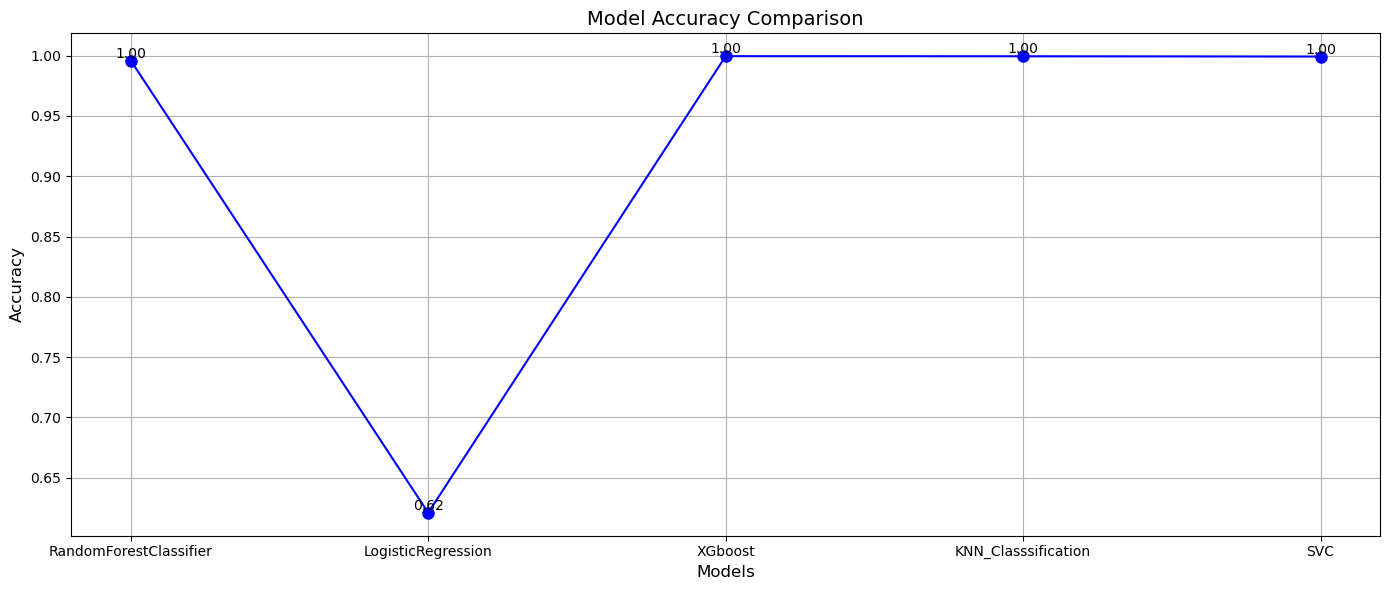 Model Accuracy Comparison
Accuracy
1.00
0.95
0.90
0.85
0.80
0.75
0.70
0.65
1.00
0.62
1.00
1.00
1.00
RandomForestClassifier
LogisticRegression
XGboost
KNN_Classsification
SVC
Models